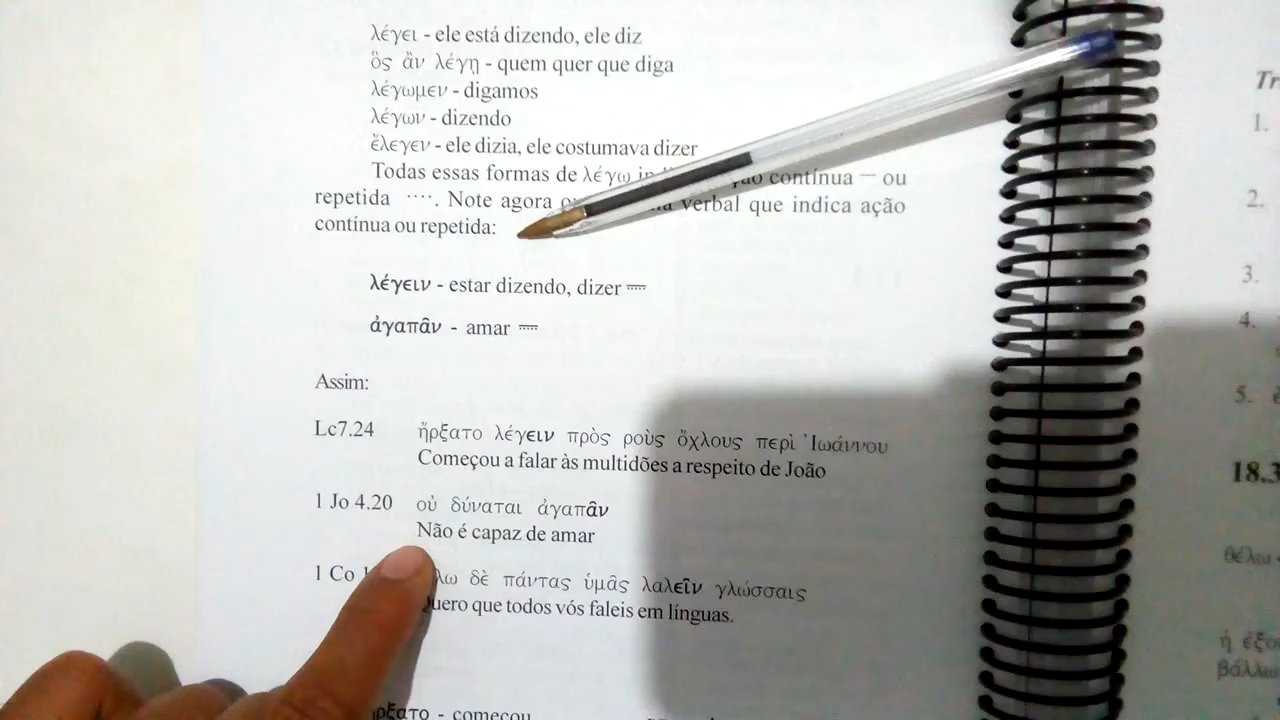 λέγει - ele está dizendo, ele diz
ὃς ἂν λέγῃ - quem quer que diga
λέγωμεν - digamos
λέγων - dizendo
ἔλεγεν - ele dizia, ele costumava dizer
Todas essas formas de λέγω contínua — ou
repetida ····. Note agora verbal que indica ação
contínua ou repetida:
λέγειν - estar dizendo, dizer
ἀγαπᾶν - amar
Assim:
Lc7.24 ἤρξατο λέγειν πρὸς ροὺς ὄχλους περὶ Ἰωάννου
Começou a falar às multidões a respeito de João
1 Jo 4.20 οὐ δύναται ἀγαπᾶν
Não é capaz de amar
1 Co δὲ πάντας ὑμᾶς λαλεῖν γλώσσαις
Quero que todos vós faleis em línguas.
ἤρξατο - começou
Tr
1.
2.
3.
4.
5.
18.3
θέλω
ἡ ἐξο
βάλλω